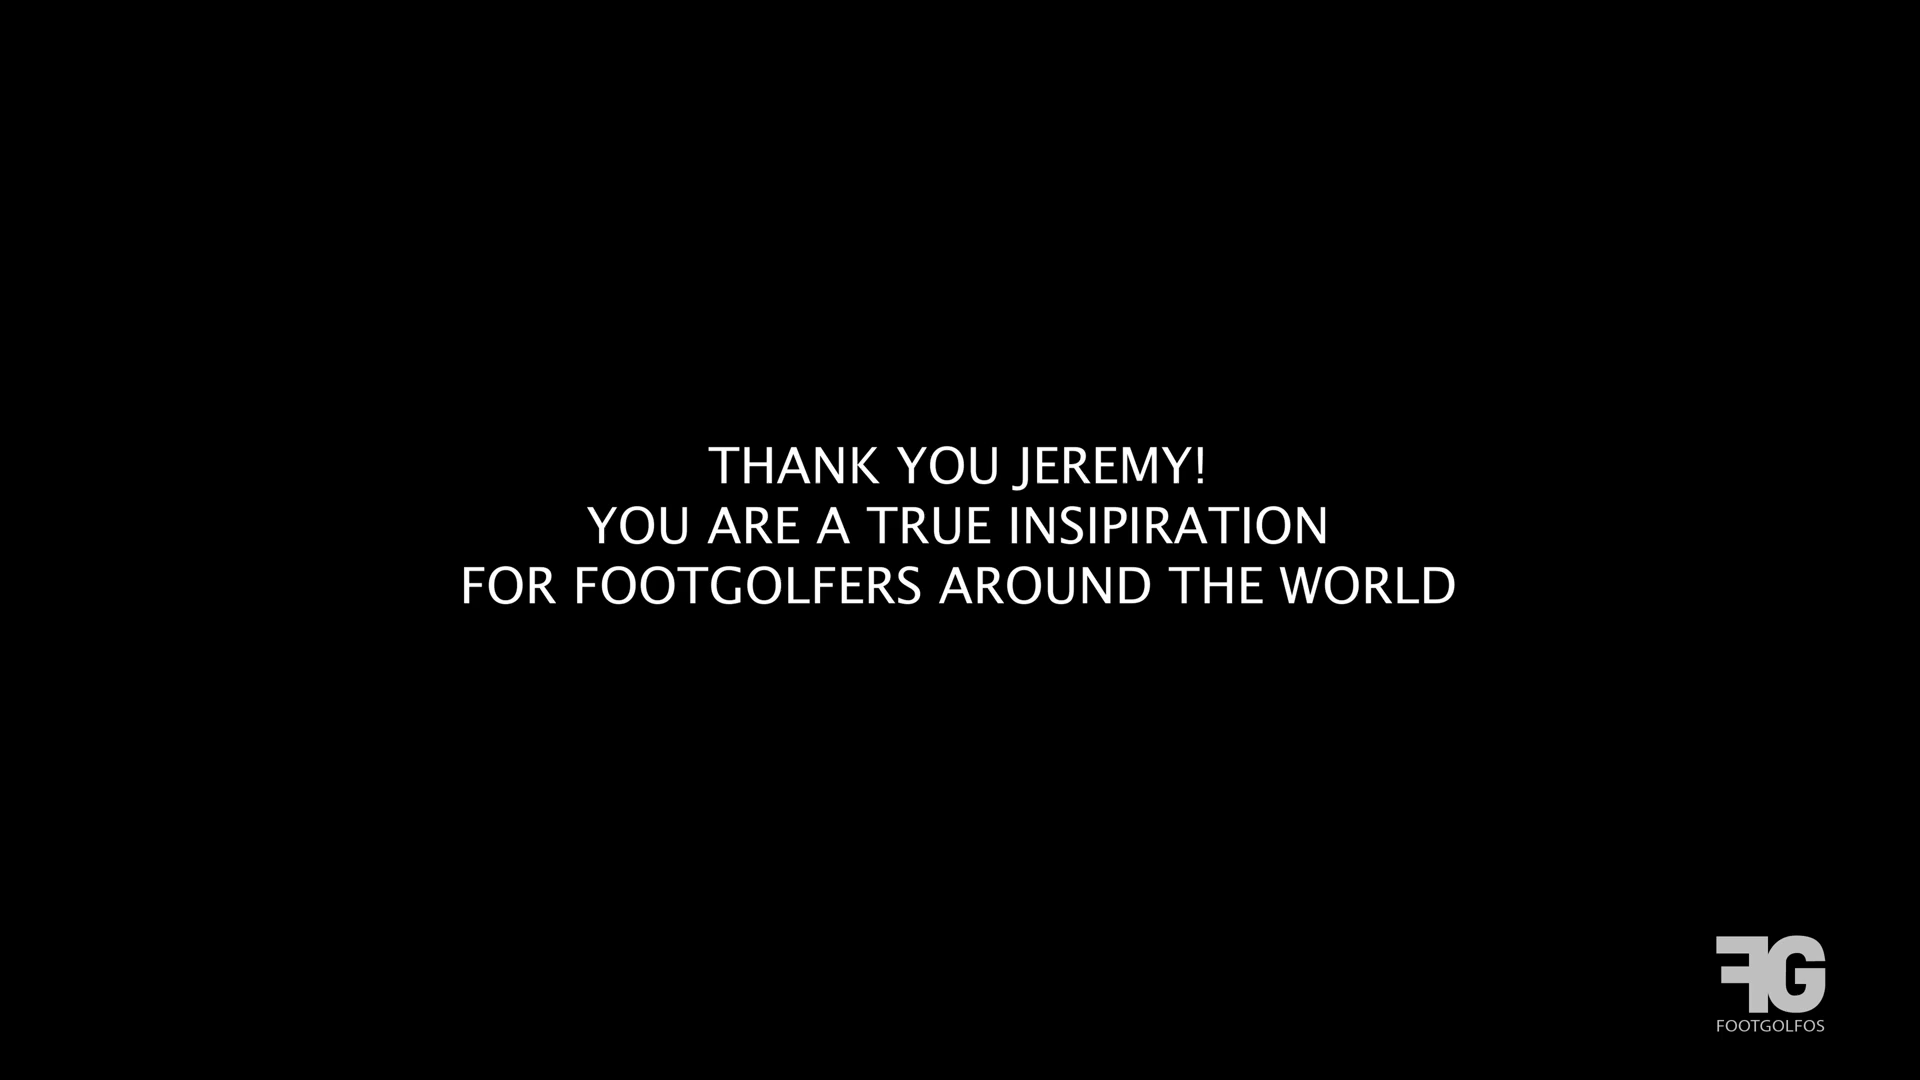 THANK YOU JEREMY!
YOU ARE A TRUE INSIPIRATION
FOR FOOTGOLFERS AROUND THE WORLD
FG
FOOTGOLFOS